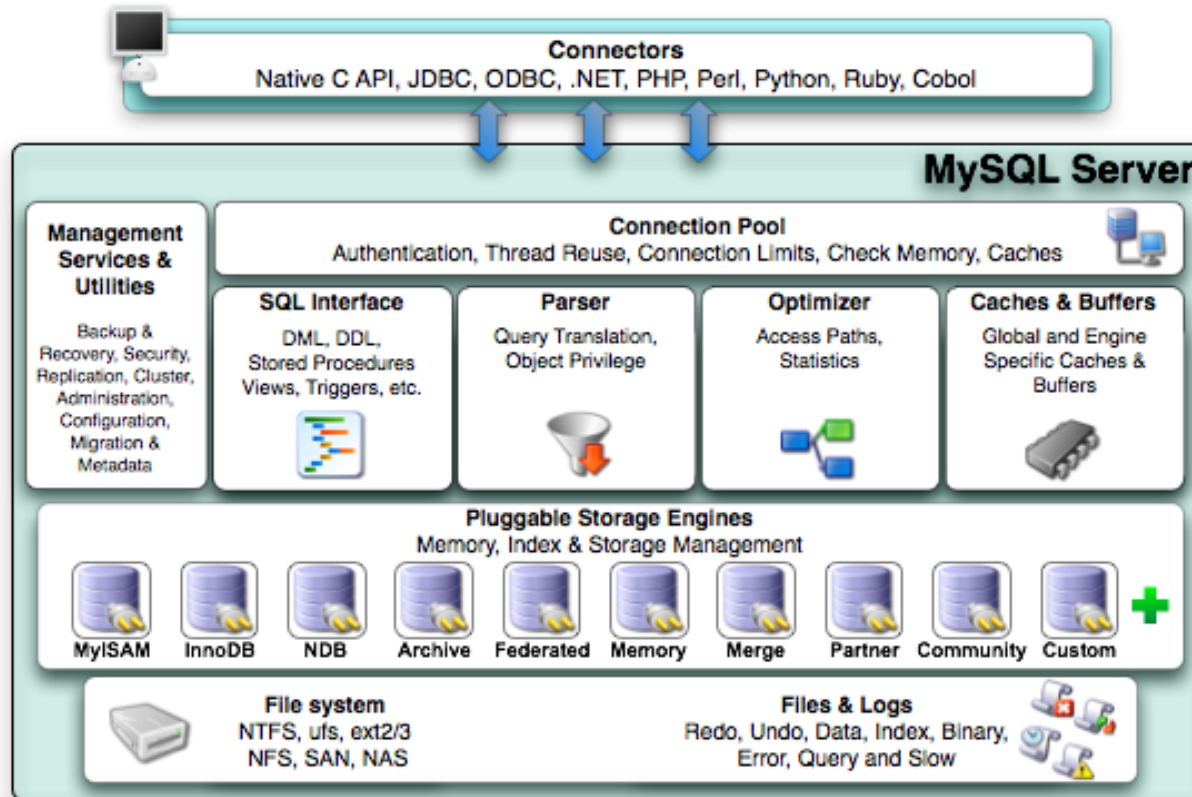 Connectors
Native C API, JDBC, ODBC, .NET, PHP, Perl, Python, Ruby, Cobol
MySQL Server
Management
Services &
Utilities
Backup &
Recovery, Security,
Replication, Cluster,
Administration,
Configuration,
Migration &
Metadata
Connection Pool
Authentication, Thread Reuse, Connection Limits, Check Memory, Caches
SQL Interface
DML, DDL,
Stored Procedures
Views, Triggers, etc.
Parser
Query Translation,
Object Privilege
Optimizer
Access Paths,
Statistics
Caches & Buffers
Global and Engine
Specific Caches &
Buffers
Pluggable Storage Engines
Memory, Index & Storage Management
MyISAM
InnoDB
NDB
Archive
Federated
Memory
Merge
Partner
Community
Custom
File system
NTFS, ufs, ext2/3
NFS, SAN, NAS
Files & Logs
Redo, Undo, Data, Index, Binary,
Error, Query and Slow